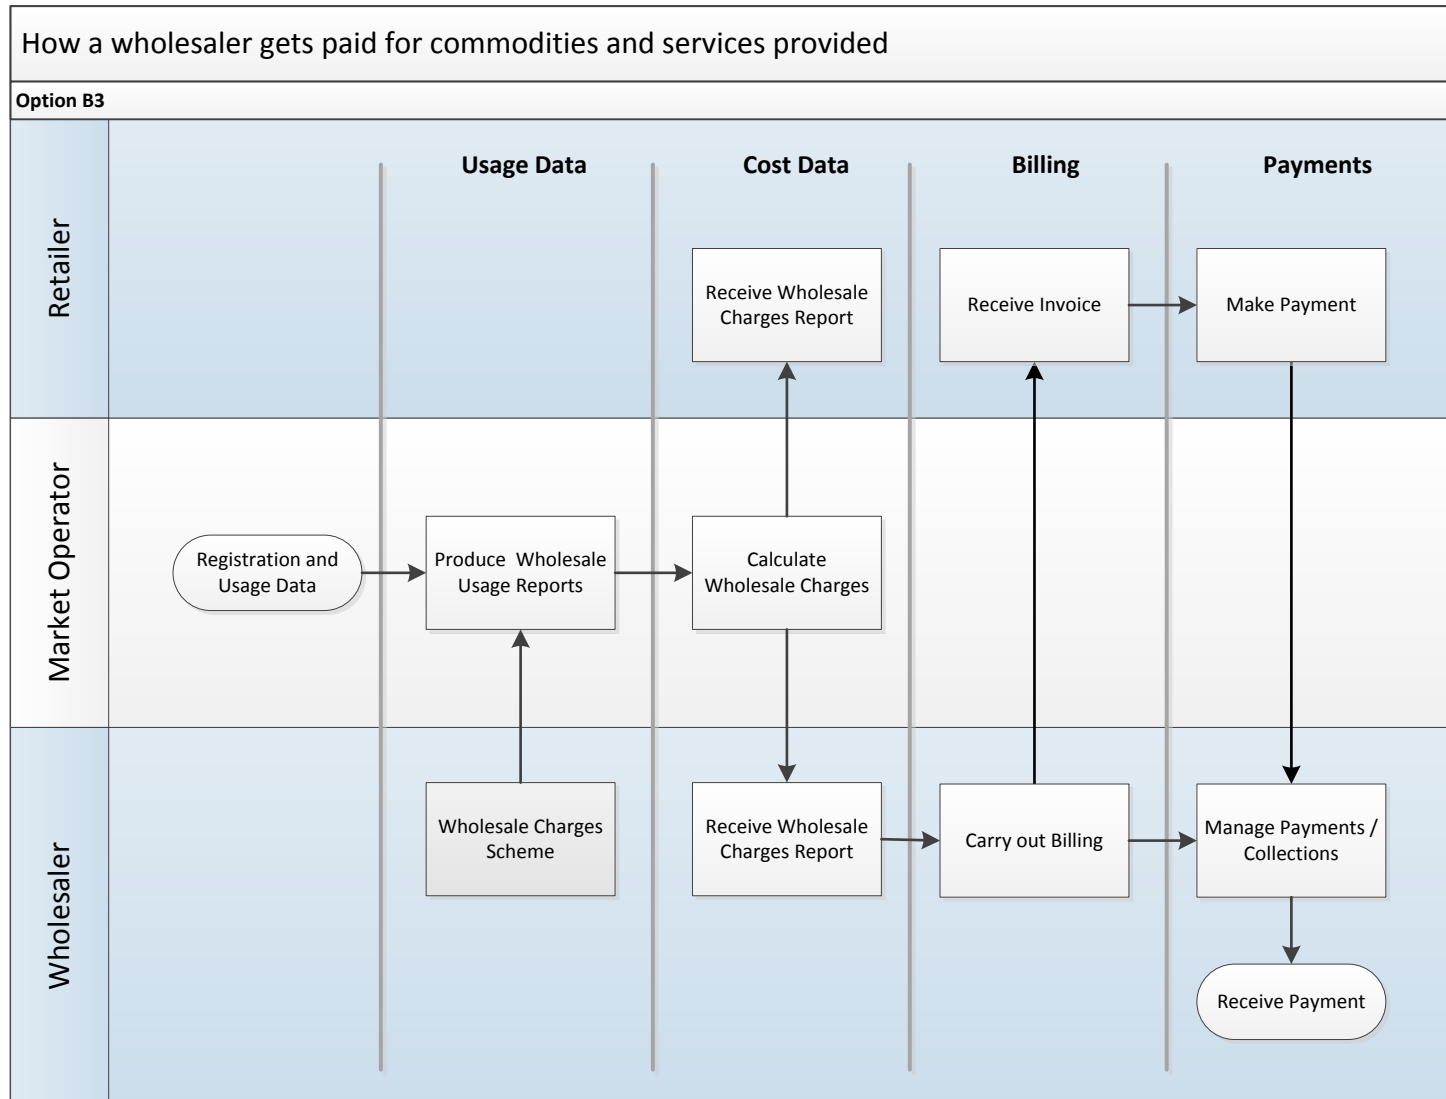 How a wholesaler gets paid for commodities and services provided
Option B3
Usage Data
Cost Data
Billing
Payments
Retailer
Receive Wholesale
Charges Report
Receive Invoice
Make Payment
Market Operator
Registration and
Usage Data
Produce  Wholesale
Usage Reports
Calculate
Wholesale Charges
Wholesaler
Wholesale Charges
Scheme
Receive Wholesale
Charges Report
Carry out Billing
Manage Payments /
Collections
Receive Payment